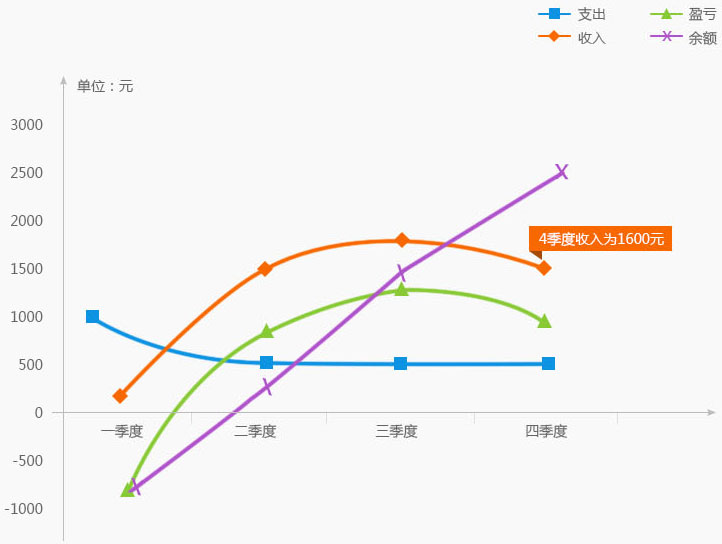 支出
盈亏
收入
余额
单位：元
3000
2500
2000
4季度收入为1600元
1500
1000
500
0
一季度
二季度
三季度
四季度
-500
-1000